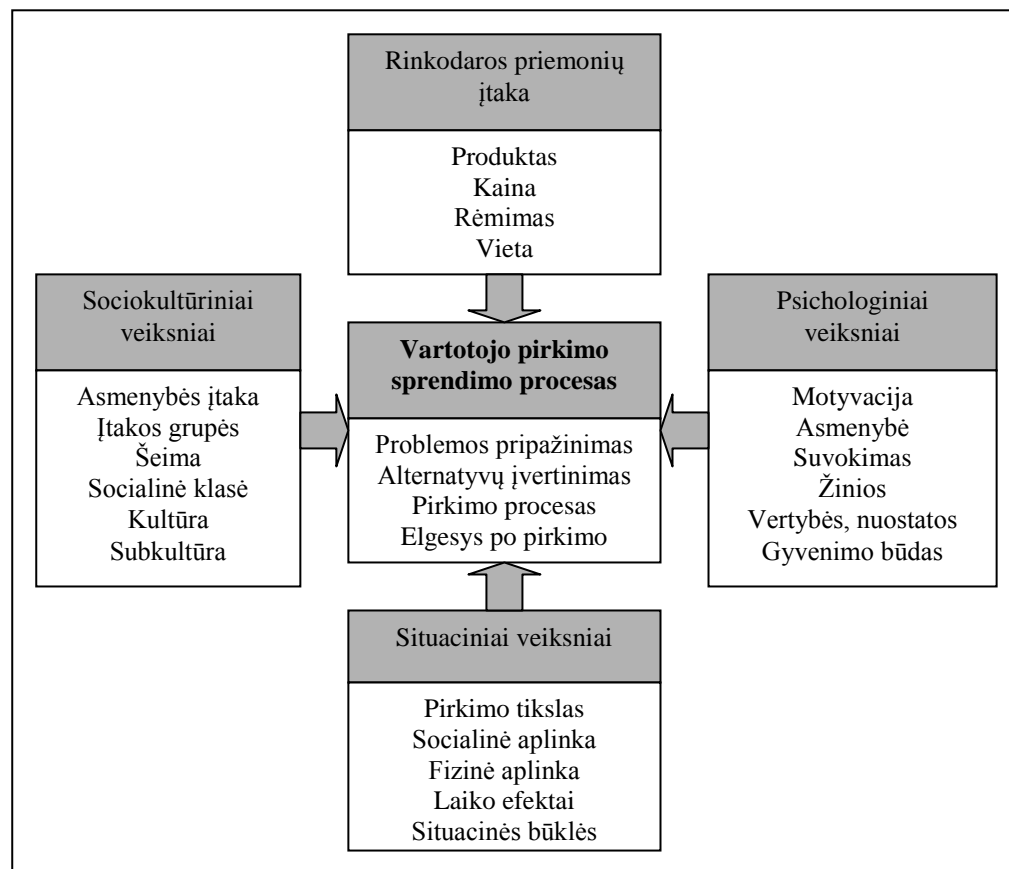 Rinkodaros priemonių
įtaka
Produktas
Kaina
Rėmimas
Vieta
Sociokultūriniai
veiksniai
Asmenybės įtaka
Įtakos grupės
Šeima
Socialinė klasė
Kultūra
Subkultūra
Vartotojo pirkimo
sprendimo procesas
Problemos pripažinimas
Alternatyvų įvertinimas
Pirkimo procesas
Elgesys po pirkimo
Psichologiniai
veiksniai
Motyvacija
Asmenybė
Suvokimas
Žinios
Vertybės, nuostatos
Gyvenimo būdas
Situaciniai veiksniai
Pirkimo tikslas
Socialinė aplinka
Fizinė aplinka
Laiko efektai
Situacinės būklės